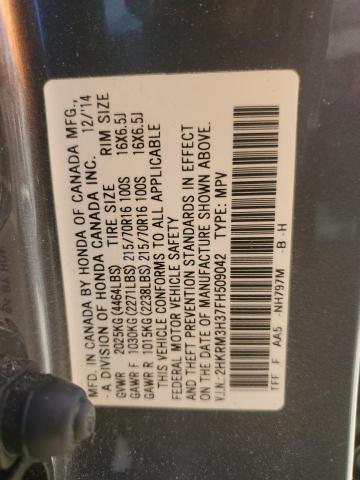 MFD. IN CANADA BY HONDA OF CANADA MFG.,
- A DIVISION OF HONDA CANADA INC. 12/14
GVWR 2025KG(4464LBS) TIRE SIZE RIM SIZE
GAWR F 1030KG(2271LBS) 215/70R16 100S 16X6.5J
GAWR R 1015KG(2238LBS) 215/70R16 100S 16X6.5J
THIS VEHICLE CONFORMS TO ALL APPLICABLE
FEDERAL MOTOR VEHICLE SAFETY
AND THEFT PREVENTION STANDARDS IN EFFECT
ON THE DATE OF MANUFACTURE SHOWN ABOVE.
V.I.N.:2HKRM3H37FH509042 TYPE: MPV
TFF F AA5 -NH797M -B-H